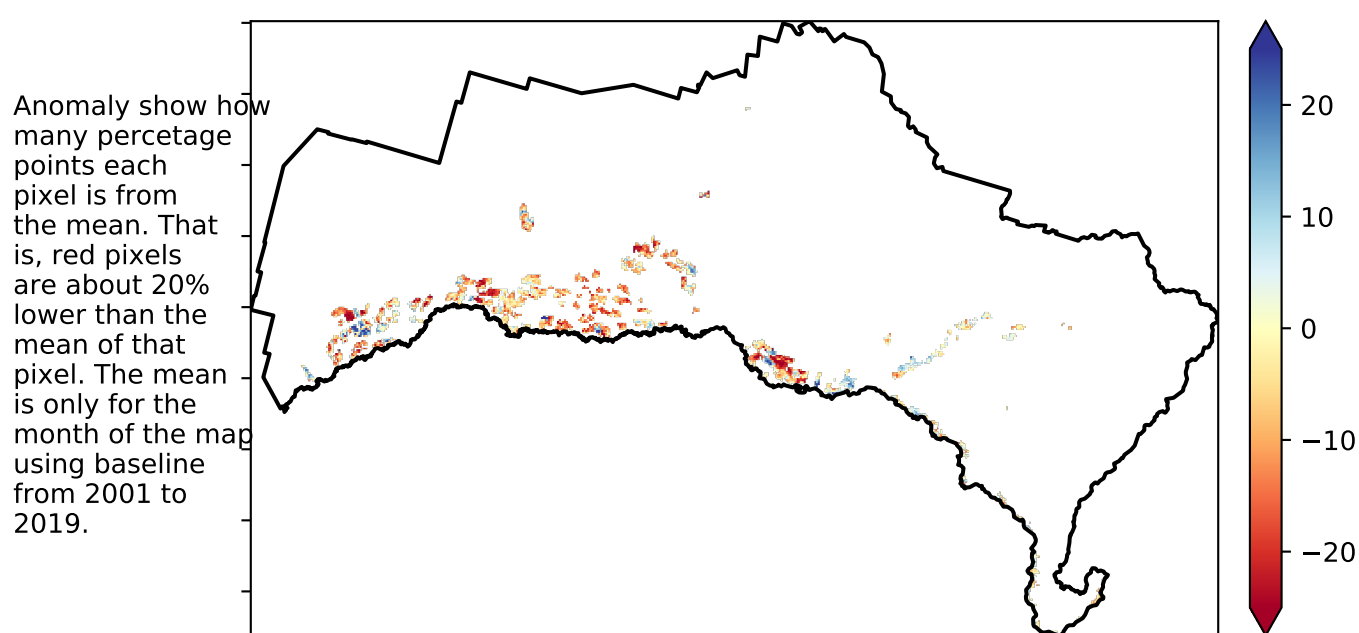 Anomaly show how
many percetage
points each
pixel is from
the mean. That
is, red pixels
are about 20%
lower than the
mean of that
pixel. The mean
is only for the
month of the map
using baseline
from 2001 to
2019.
20
10
0
−10
−20